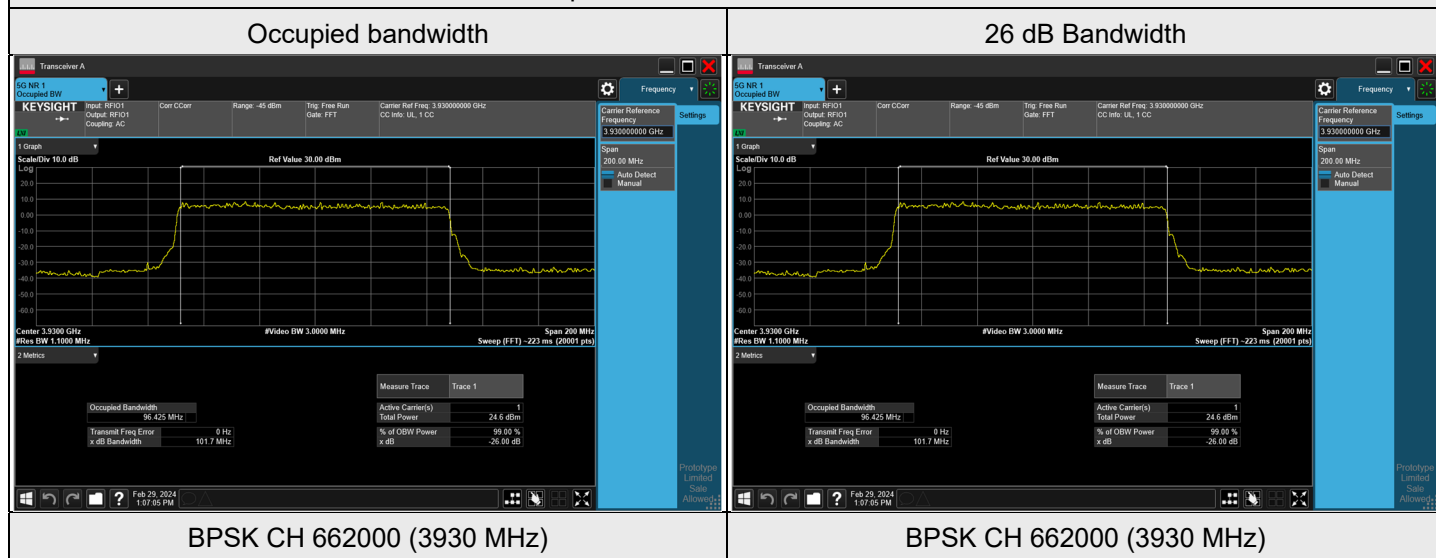 Occupied bandwidth
26 dB Bandwidth
Transceiver A
5G NR 1
Occupied BW
+
Frequency
KEYSIGHT
Input: RFIO1
Output: RFIO1
Coupling: AC
Corr CCorr
Range: -45 dBm
Trig: Free Run
Gate: FFT
Carrier Ref Freq: 3.930000000 GHz
CC Info: UL, 1 CC
LXI
Carrier Reference
Frequency
3.930000000 GHz
Settings
Span
200.00 MHz
Auto Detect
Manual
1 Graph
Scale/Div 10.0 dB
Ref Value 30.00 dBm
Log
20.0
10.0
0.00
-10.0
-20.0
-30.0
-40.0
-50.0
-60.0
Center 3.9300 GHz
#Video BW 3.0000 MHz
Span 200 MHz
#Res BW 1.1000 MHz
Sweep (FFT) ~223 ms (20001 pts)
2 Metrics
Measure Trace Trace 1
Occupied Bandwidth
96.425 MHz
Active Carrier(s) 1
Total Power 24.6 dBm
Transmit Freq Error 0 Hz
x dB Bandwidth 101.7 MHz
% of OBW Power 99.00 %
x dB -26.00 dB
Prototype
Limited
Sale
Allowed
?
Feb 29, 2024
1:07:05 PM
Transceiver A
5G NR 1
Occupied BW
+
Frequency
KEYSIGHT
Input: RFIO1
Output: RFIO1
Coupling: AC
Corr CCorr
Range: -45 dBm
Trig: Free Run
Gate: FFT
Carrier Ref Freq: 3.930000000 GHz
CC Info: UL, 1 CC
LXI
Carrier Reference
Frequency
3.930000000 GHz
Settings
Span
200.00 MHz
Auto Detect
Manual
1 Graph
Scale/Div 10.0 dB
Ref Value 30.00 dBm
Log
20.0
10.0
0.00
-10.0
-20.0
-30.0
-40.0
-50.0
-60.0
Center 3.9300 GHz
#Video BW 3.0000 MHz
Span 200 MHz
#Res BW 1.1000 MHz
Sweep (FFT) ~223 ms (20001 pts)
2 Metrics
Measure Trace Trace 1
Occupied Bandwidth
96.425 MHz
Active Carrier(s) 1
Total Power 24.6 dBm
Transmit Freq Error 0 Hz
x dB Bandwidth 101.7 MHz
% of OBW Power 99.00 %
x dB -26.00 dB
Prototype
Limited
Sale
Allowed
?
Feb 29, 2024
1:07:05 PM
BPSK CH 662000 (3930 MHz)
BPSK CH 662000 (3930 MHz)